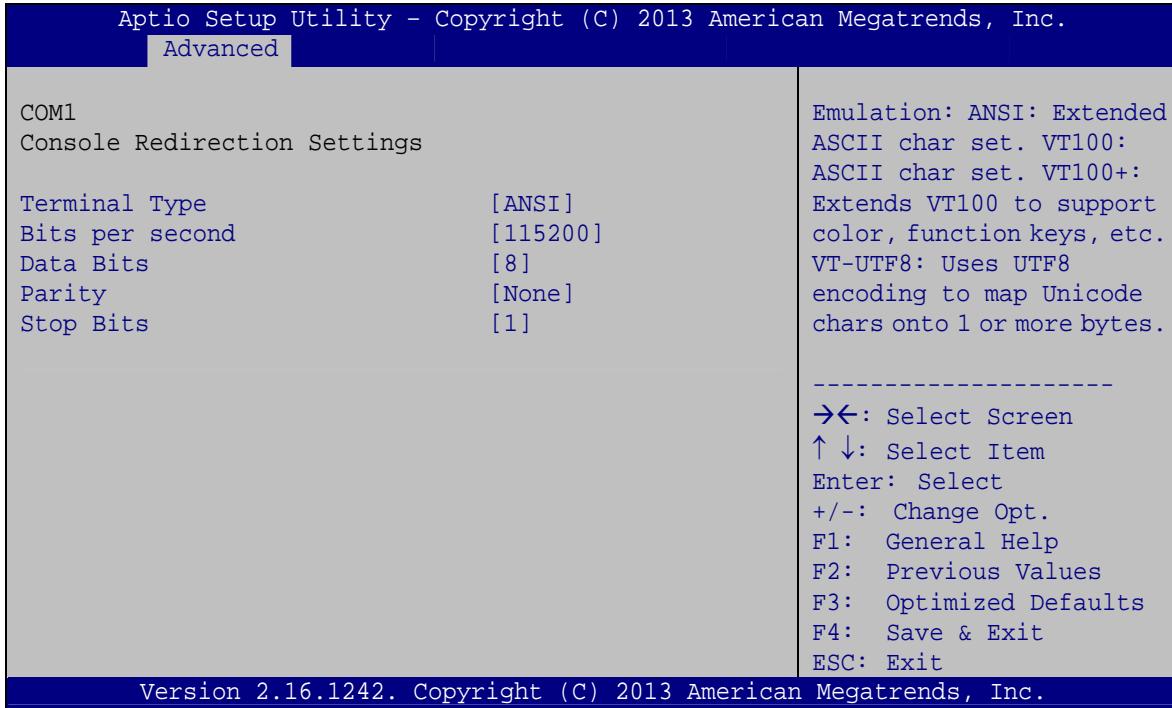 Aptio Setup Utility – Copyright (C) 2013 American Megatrends, Inc.
Advanced
COM1
Console Redirection Settings
Terminal Type [ANSI]
Bits per second [115200]
Data Bits [8]
Parity [None]
Stop Bits [1]
Emulation: ANSI: Extended
ASCII char set. VT100:
ASCII char set. VT100+:
Extends VT100 to support
color, function keys, etc.
VT-UTF8: Uses UTF8
encoding to map Unicode
chars onto 1 or more bytes.
---------------------
→←: Select Screen
↑ ↓: Select Item
Enter: Select
+/-: Change Opt.
F1: General Help
F2: Previous Values
F3: Optimized Defaults
F4: Save & Exit
ESC: Exit
Version 2.16.1242. Copyright (C) 2013 American Megatrends, Inc.